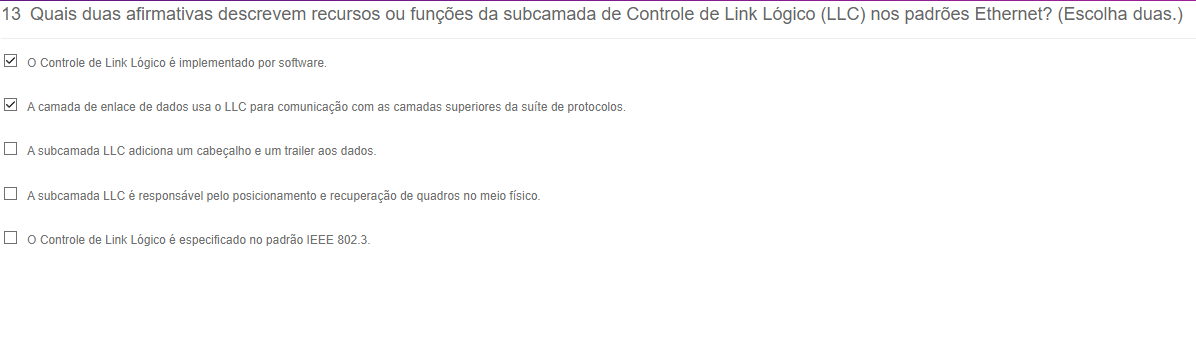 13 Quais duas afirmativas descrevem recursos ou funções da subcamada de Controle de Link Lógico (LLC) nos padrões Ethernet? (Escolha duas.)
O Controle de Link Lógico é implementado por software.
A camada de enlace de dados usa o LLC para comunicação com as camadas superiores da suíte de protocolos.
A subcamada LLC adiciona um cabeçalho e um trailer aos dados.
A subcamada LLC é responsável pelo posicionamento e recuperação de quadros no meio físico.
O Controle de Link Lógico é especificado no padrão IEEE 802.3.